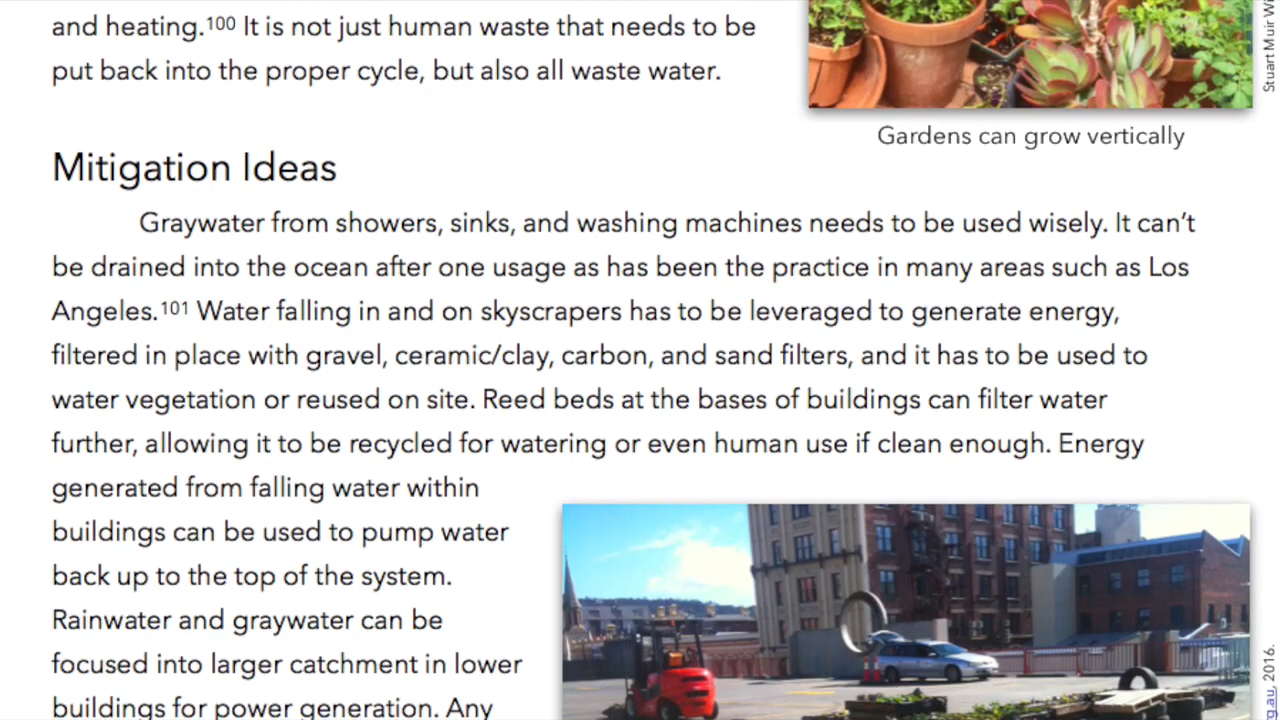 and heating.100 It is not just human waste that needs to be
put back into the proper cycle, but also all waste water.
Stuart Muir
Gardens can grow vertically
Mitigation Ideas
Graywater from showers, sinks, and washing machines needs to be used wisely. It can’t
be drained into the ocean after one usage as has been the practice in many areas such as Los
Angeles.101 Water falling in and on skyscrapers has to be leveraged to generate energy,
filtered in place with gravel, ceramic/clay, carbon, and sand filters, and it has to be used to
water vegetation or reused on site. Reed beds at the bases of buildings can filter water
further, allowing it to be recycled for watering or even human use if clean enough. Energy
generated from falling water within
buildings can be used to pump water
back up to the top of the system.
Rainwater and graywater can be
focused into larger catchment in lower
buildings for power generation. Any
g.au, 2016.